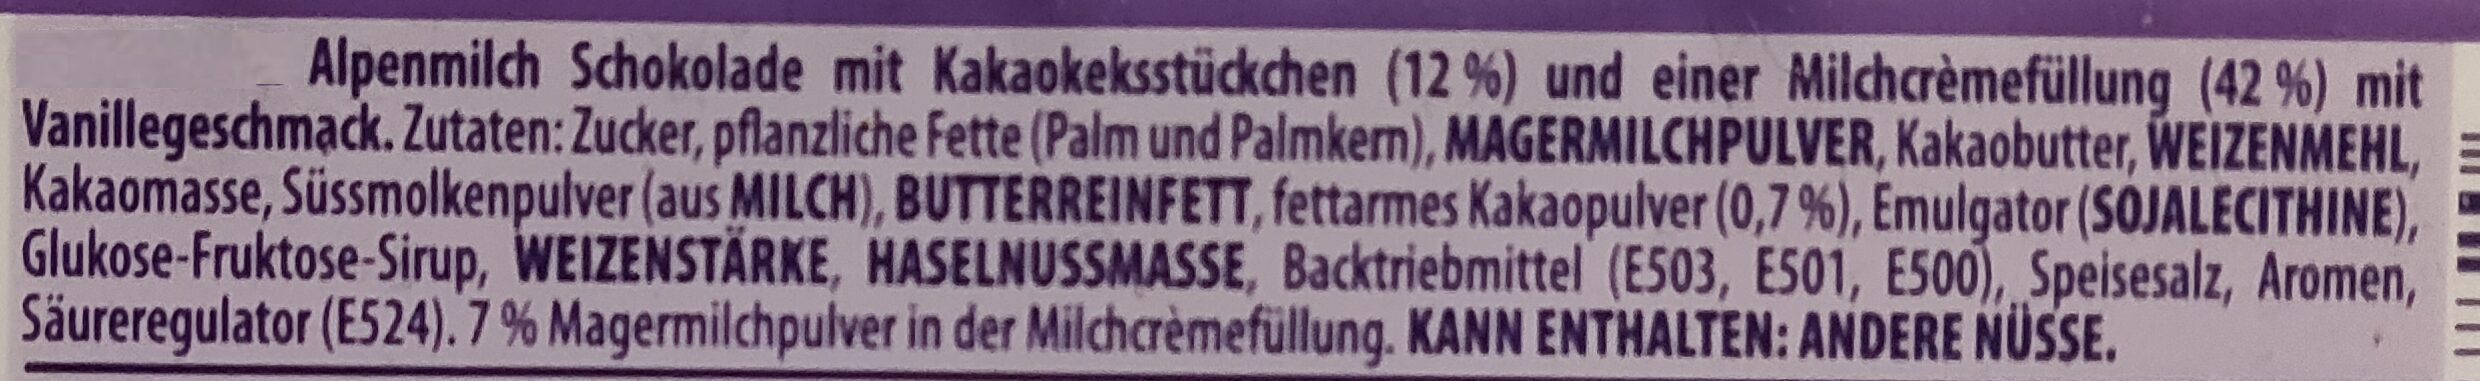 Alpenmilch Schokolade mit Kakaokeksstückchen (12 %) und einer Milchcrèmefüllung (42 %) mit
Vanillegeschmack. Zutaten: Zucker, pflanzliche Fette (Palm und Palmkern), MAGERMILCHPULVER, Kakaobutter, WEIZENMEHL,
Kakaomasse, Süssmolkenpulver (aus MILCH), BUTTERREINFETT, fettarmes Kakaopulver (0,7 %), Emulgator (SOJALECITHINE),
Glukose-Fruktose-Sirup, WEIZENSTÄRKE, HASELNUSSMASSE, Backtriebmittel (E503, E501, E500), Speisesalz, Aromen,
Säureregulator (E524). 7 % Magermilchpulver in der Milchcrèmefüllung. KANN ENTHALTEN: ANDERE NÜSSE.